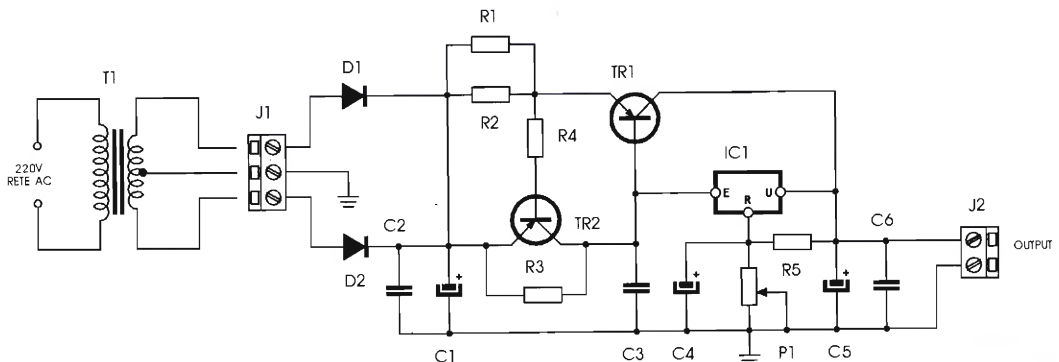 R1
T1
D1
TR1
J1
R2
R4
IC1
220V
RETE AC
E
R
U
C2
TR2
J2
C6
+
D2
R3
R5
OUTPUT
+
+
+
C1
C3
C4
P1
C5